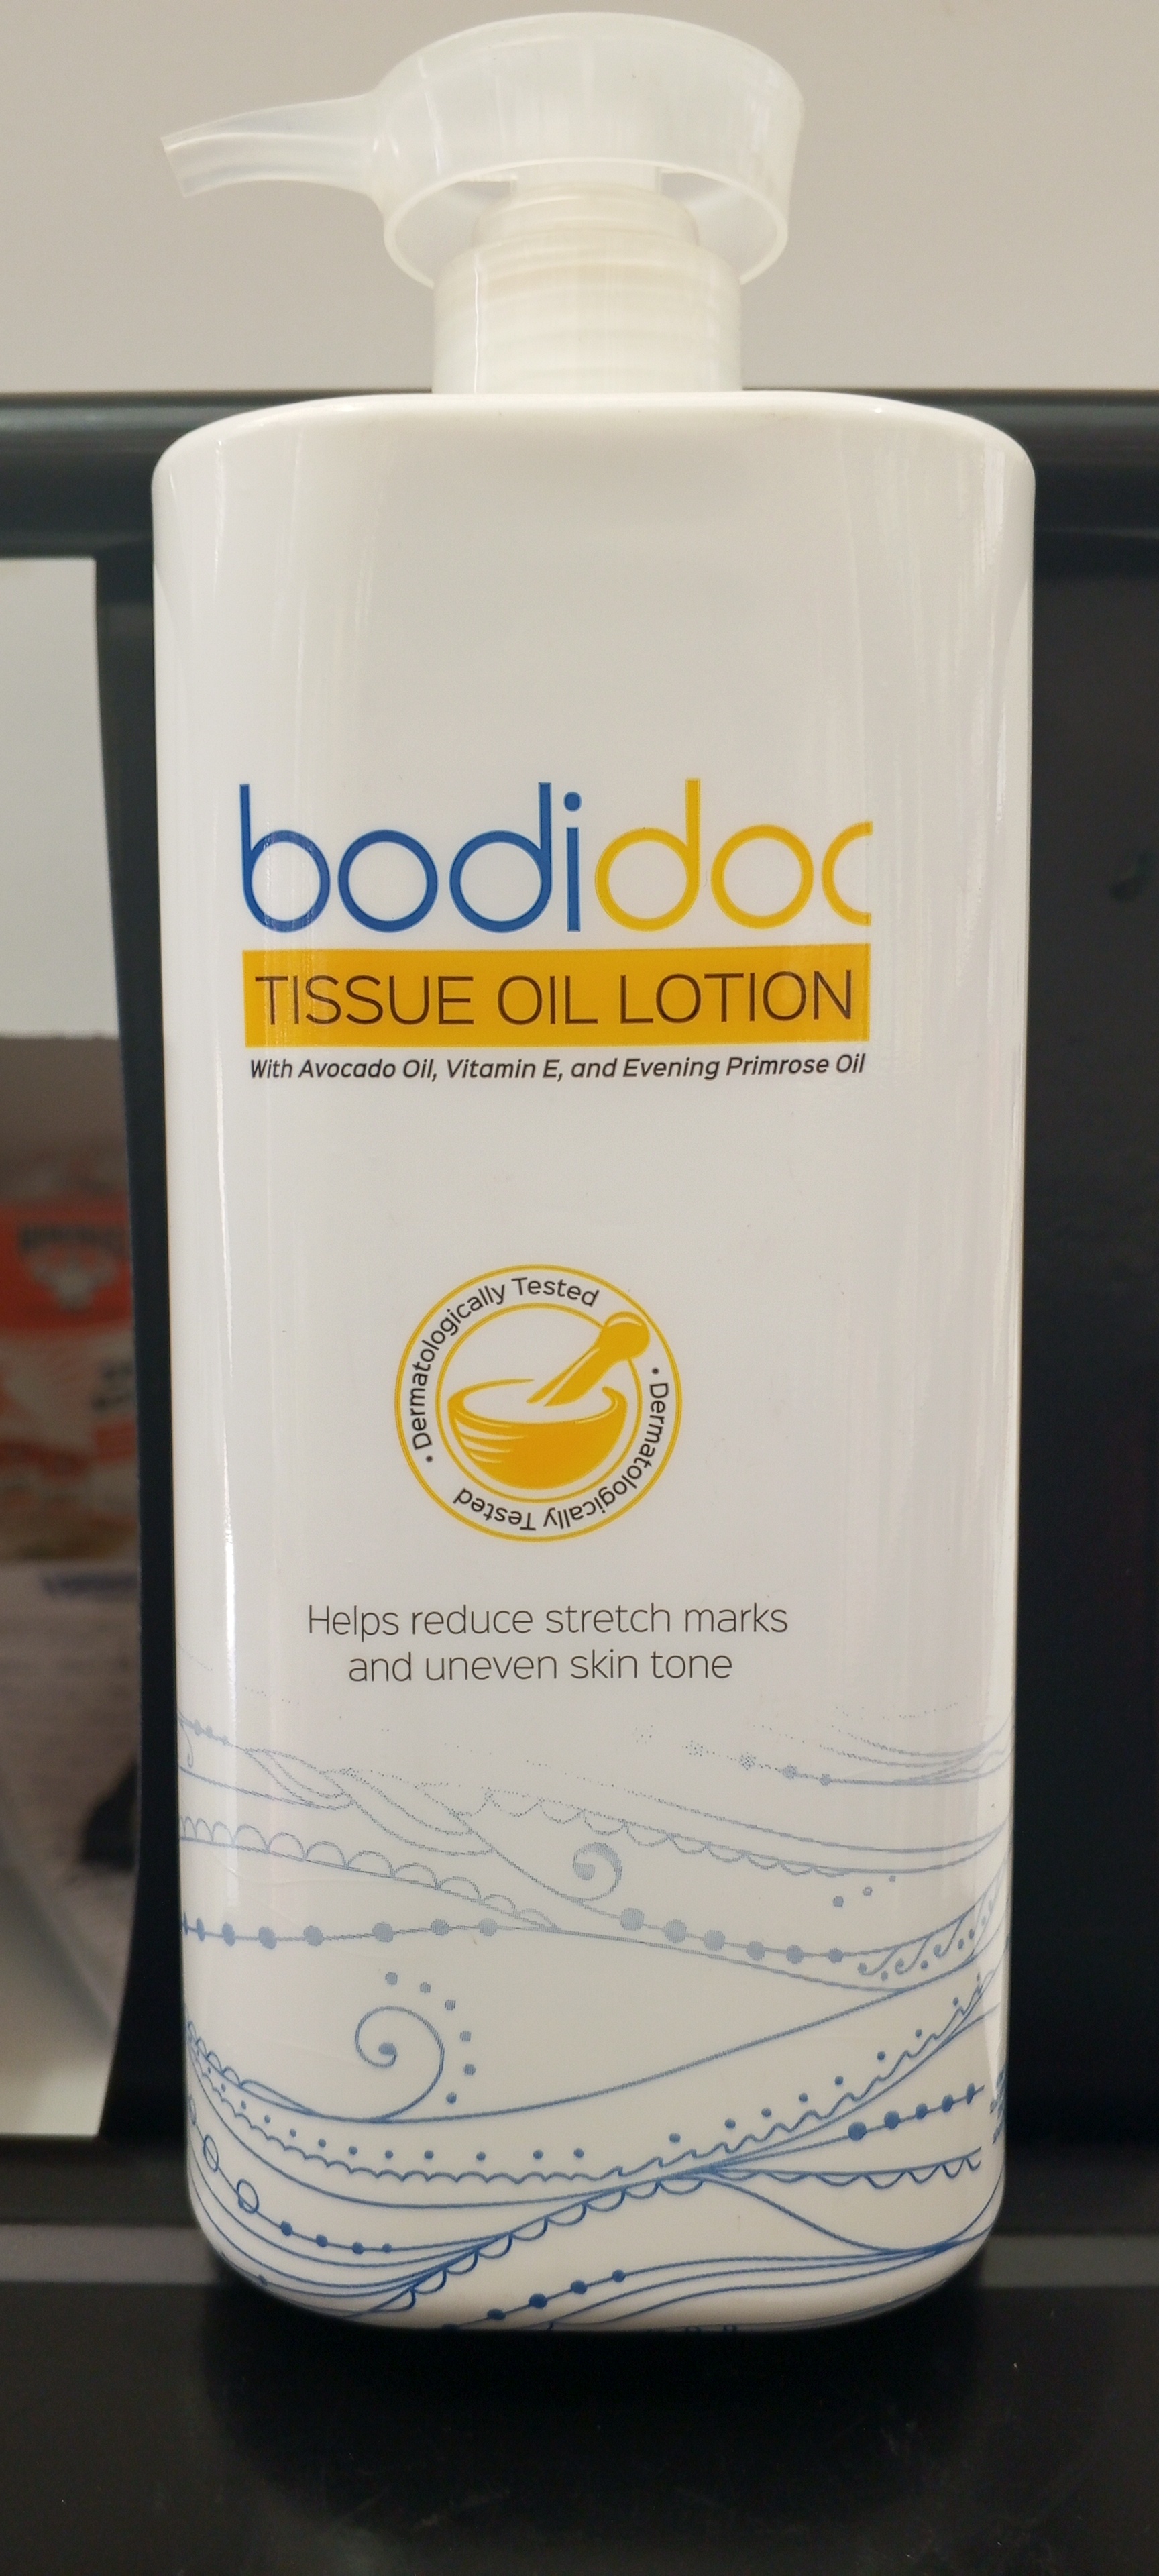 bodidoc
TISSUE OIL LOTION
With Avocado Oil, Vitamin E, and Evening Primrose Oil
• Dermatologically Tested
• Dermatologically Tested
Helps reduce stretch marks
and uneven skin tone